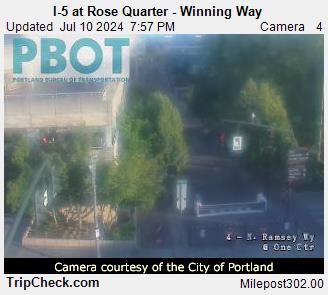 I-5 at Rose Quarter - Winning Way
Updated Jul 10 2024 7:57 PM Camera 4
PBOT
PORTLAND BUREAU OF TRANSPORTATION
4 - N. Ramsey Wy
@ One Ctr
Camera courtesy of the City of Portland
TripCheck.com Milepost302.00